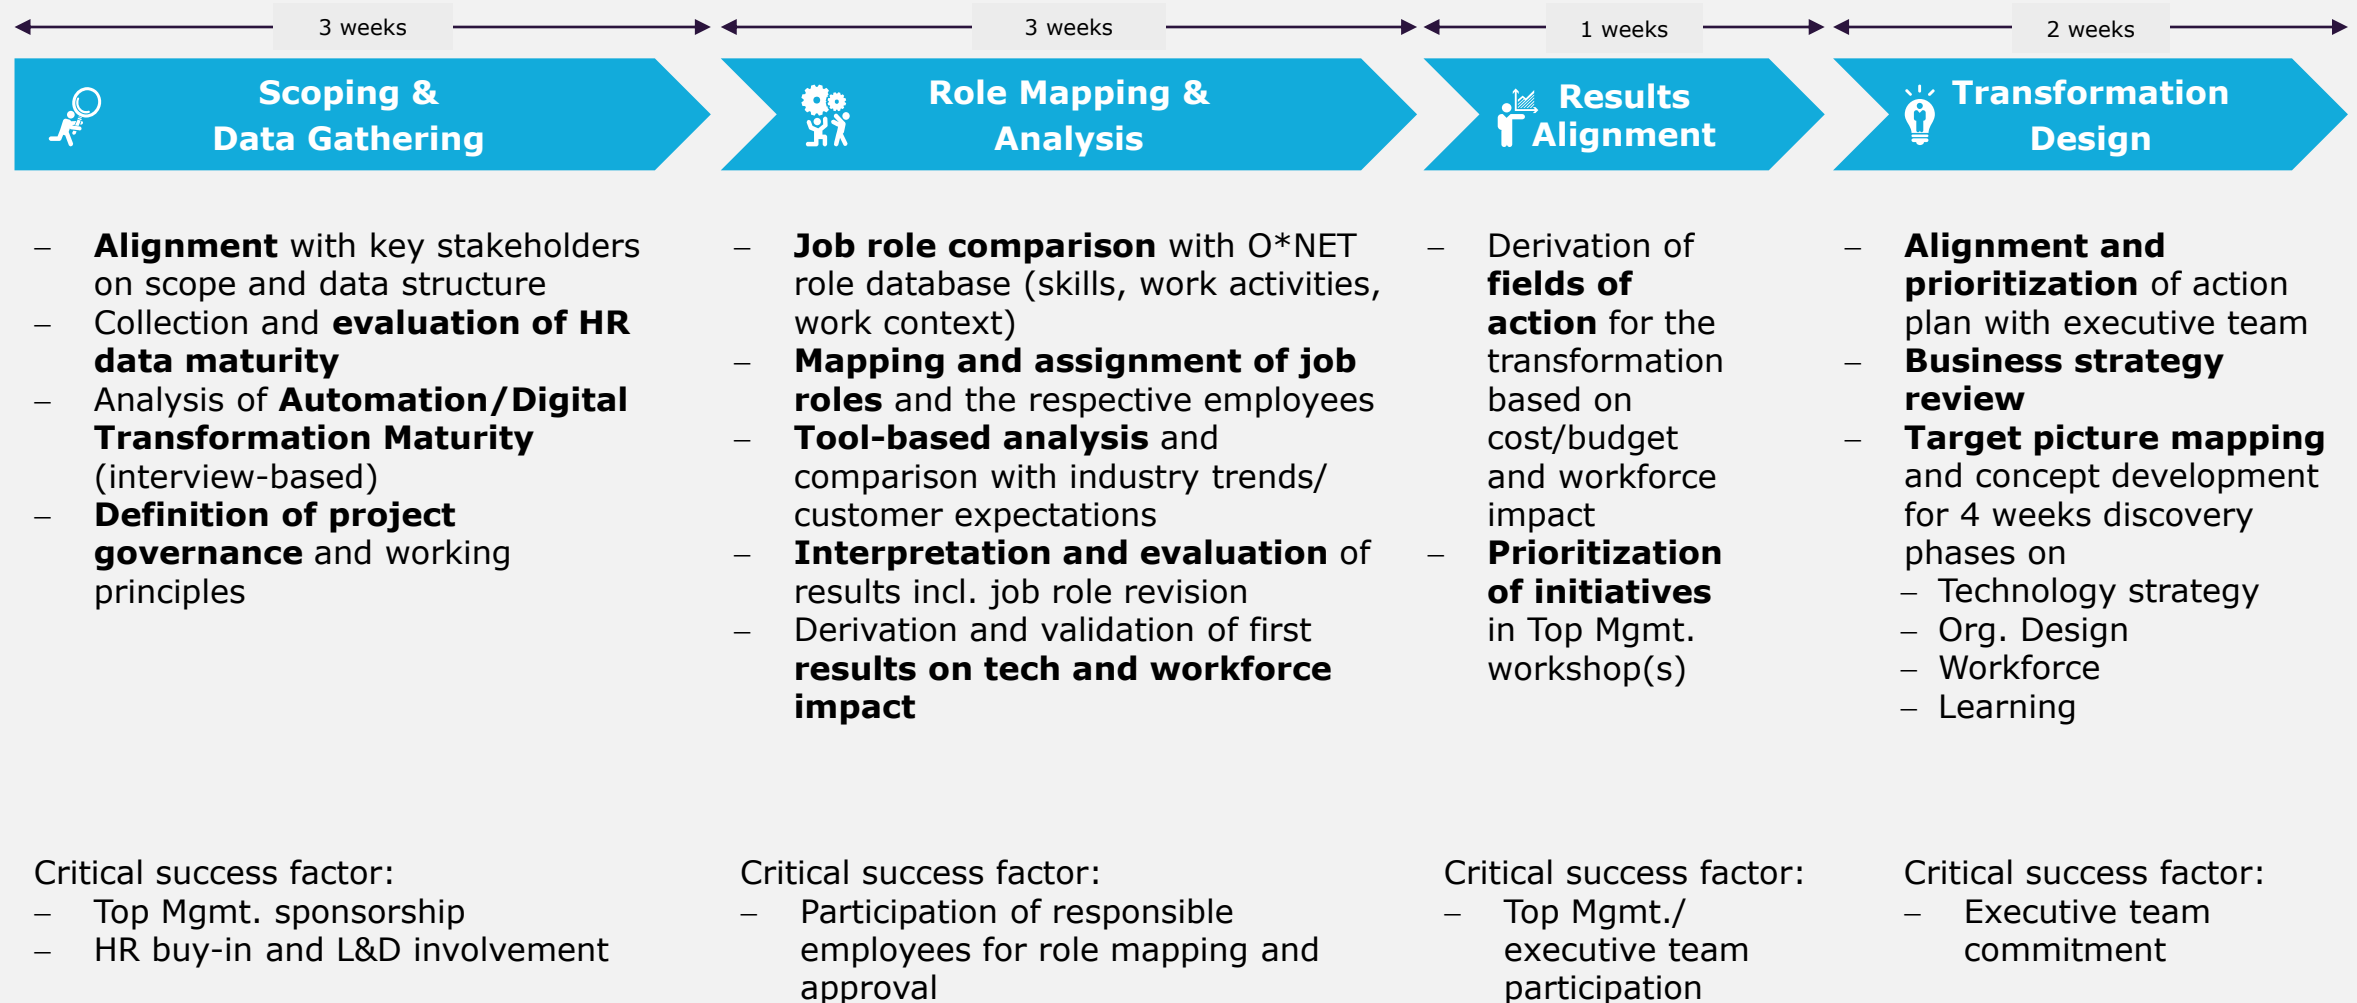 3 weeks
3 weeks
1 weeks
2 weeks
Scoping &
Data Gathering
Role Mapping &
Analysis
Results
Alignment
Transformation
Design
– Alignment with key stakeholders
on scope and data structure
– Collection and evaluation of HR
data maturity
– Analysis of Automation/Digital
Transformation Maturity
(interview-based)
– Definition of project
governance and working
principles
– Job role comparison with O*NET
role database (skills, work activities,
work context)
– Mapping and assignment of job
roles and the respective employees
– Tool-based analysis and
comparison with industry trends/
customer expectations
– Interpretation and evaluation of
results incl. job role revision
– Derivation and validation of first
results on tech and workforce
impact
– Derivation of
fields of
action for the
transformation
based on
cost/budget
and workforce
impact
– Prioritization
of initiatives
in Top Mgmt.
workshop(s)
– Alignment and
prioritization of action
plan with executive team
– Business strategy
review
– Target picture mapping
and concept development
for 4 weeks discovery
phases on
– Technology strategy
– Org. Design
– Workforce
– Learning
Critical success factor:
– Top Mgmt. sponsorship
– HR buy-in and L&D involvement
Critical success factor:
– Participation of responsible
employees for role mapping and
approval
Critical success factor:
– Top Mgmt./
executive team
participation
Critical success factor:
– Executive team
commitment